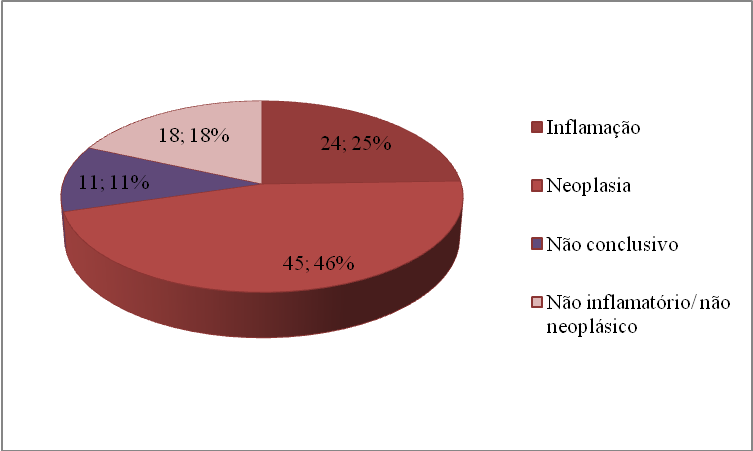 18; 18%
24; 25%
11; 11%
45; 46%
Inflamação
Neoplasia
Não conclusivo
Não inflamatório/ não
neoplásico